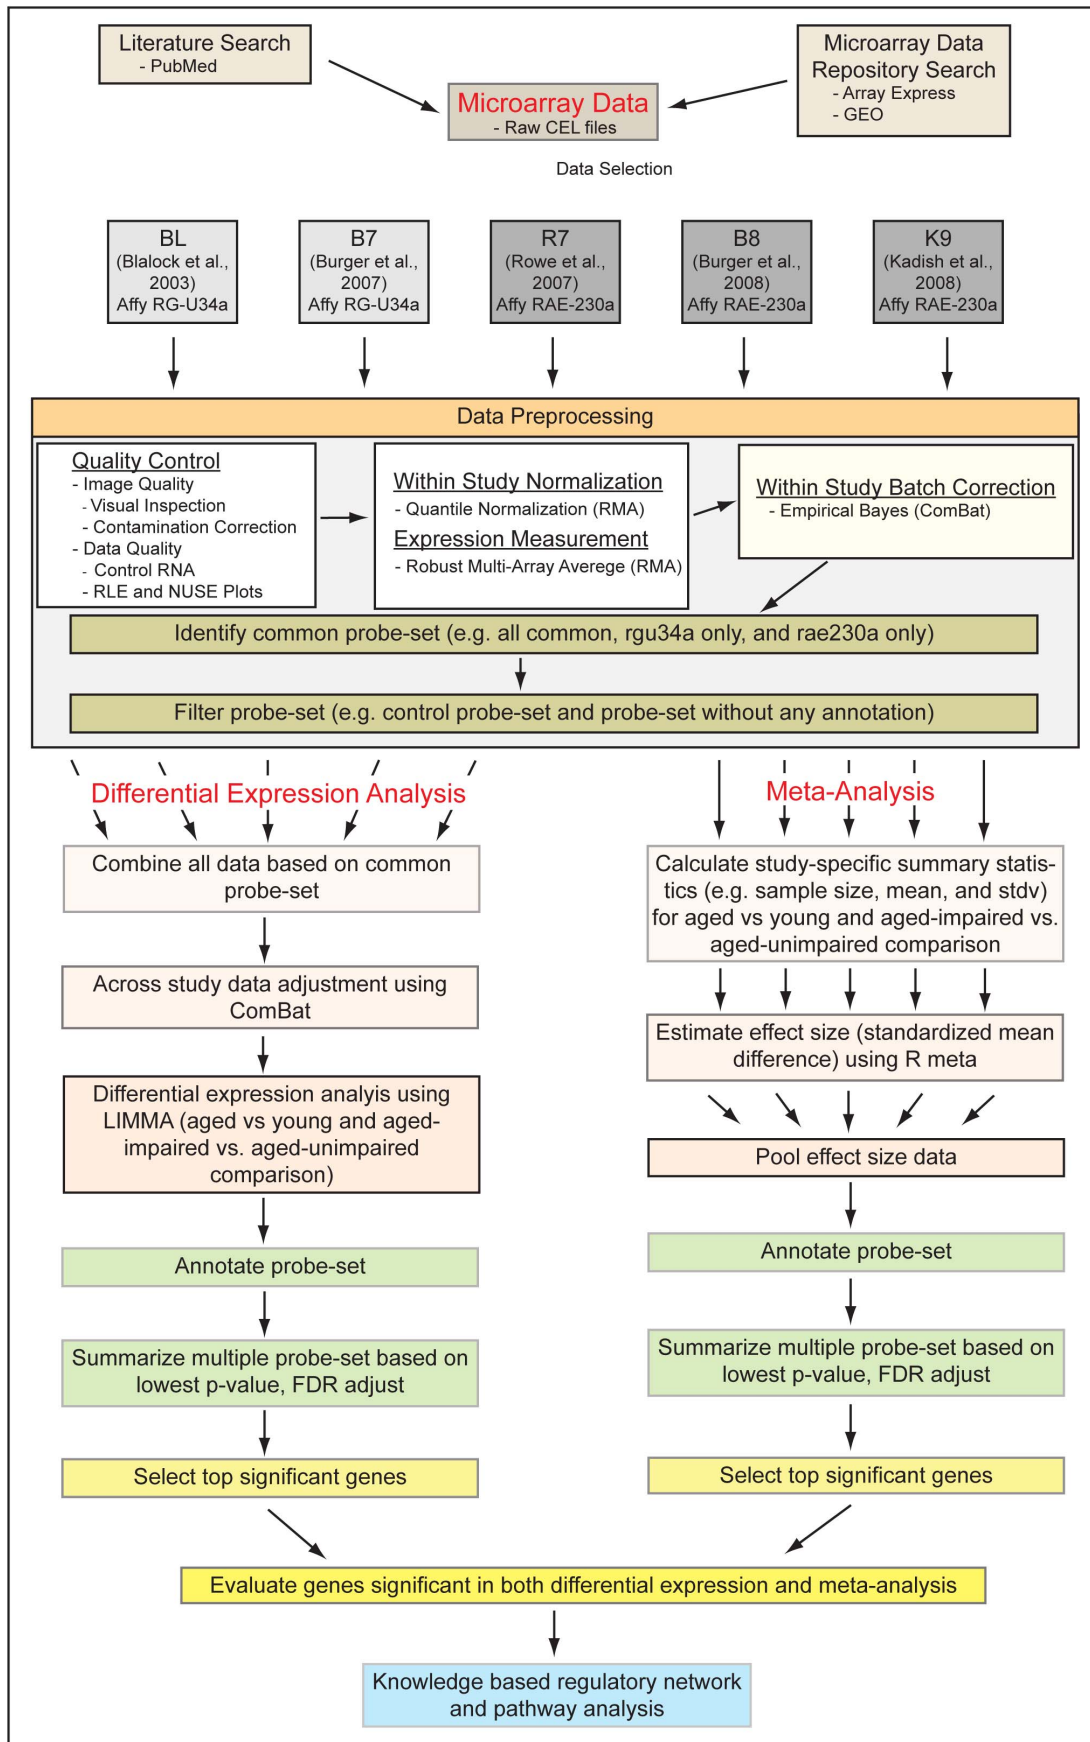 Literature Search
- PubMed
Microarray Data
Repository Search
- Array Express
- GEO
Microarray Data
- Raw CEL files
Data Selection
BL
(Blalock et al.,
2003)
Affy RG-U34a
B7
(Burger et al.,
2007)
Affy RG-U34a
R7
(Rowe et al.,
2007)
Affy RAE-230a
B8
(Burger et al.,
2008)
Affy RAE-230a
K9
(Kadish et al.,
2008)
Affy RAE-230a
Data Preprocessing
Quality Control
- Image Quality
- Visual Inspection
- Contamination Correction
- Data Quality
- Control RNA
- RLE and NUSE Plots
Within Study Normalization
- Quantile Normalization (RMA)
Expression Measurement
- Robust Multi-Array Averege (RMA)
Within Study Batch Correction
- Empirical Bayes (ComBat)
Identify common probe-set (e.g. all common, rgu34a only, and rae230a only)
Filter probe-set (e.g. control probe-set and probe-set without any annotation)
Differential Expression Analysis
Combine all data based on common
probe-set
Across study data adjustment using
ComBat
Differential expression analyis using
LIMMA (aged vs young and aged-
impaired vs. aged-unimpaired
comparison)
Annotate probe-set
Summarize multiple probe-set based on
lowest p-value, FDR adjust
Select top significant genes
Meta-Analysis
Calculate study-specific summary statis-
tics (e.g. sample size, mean, and stdv)
for aged vs young and aged-impaired vs.
aged-unimpaired comparison
Estimate effect size (standardized mean
difference) using R meta
Pool effect size data
Annotate probe-set
Summarize multiple probe-set based on
lowest p-value, FDR adjust
Select top significant genes
Evaluate genes significant in both differential expression and meta-analysis
Knowledge based regulatory network
and pathway analysis